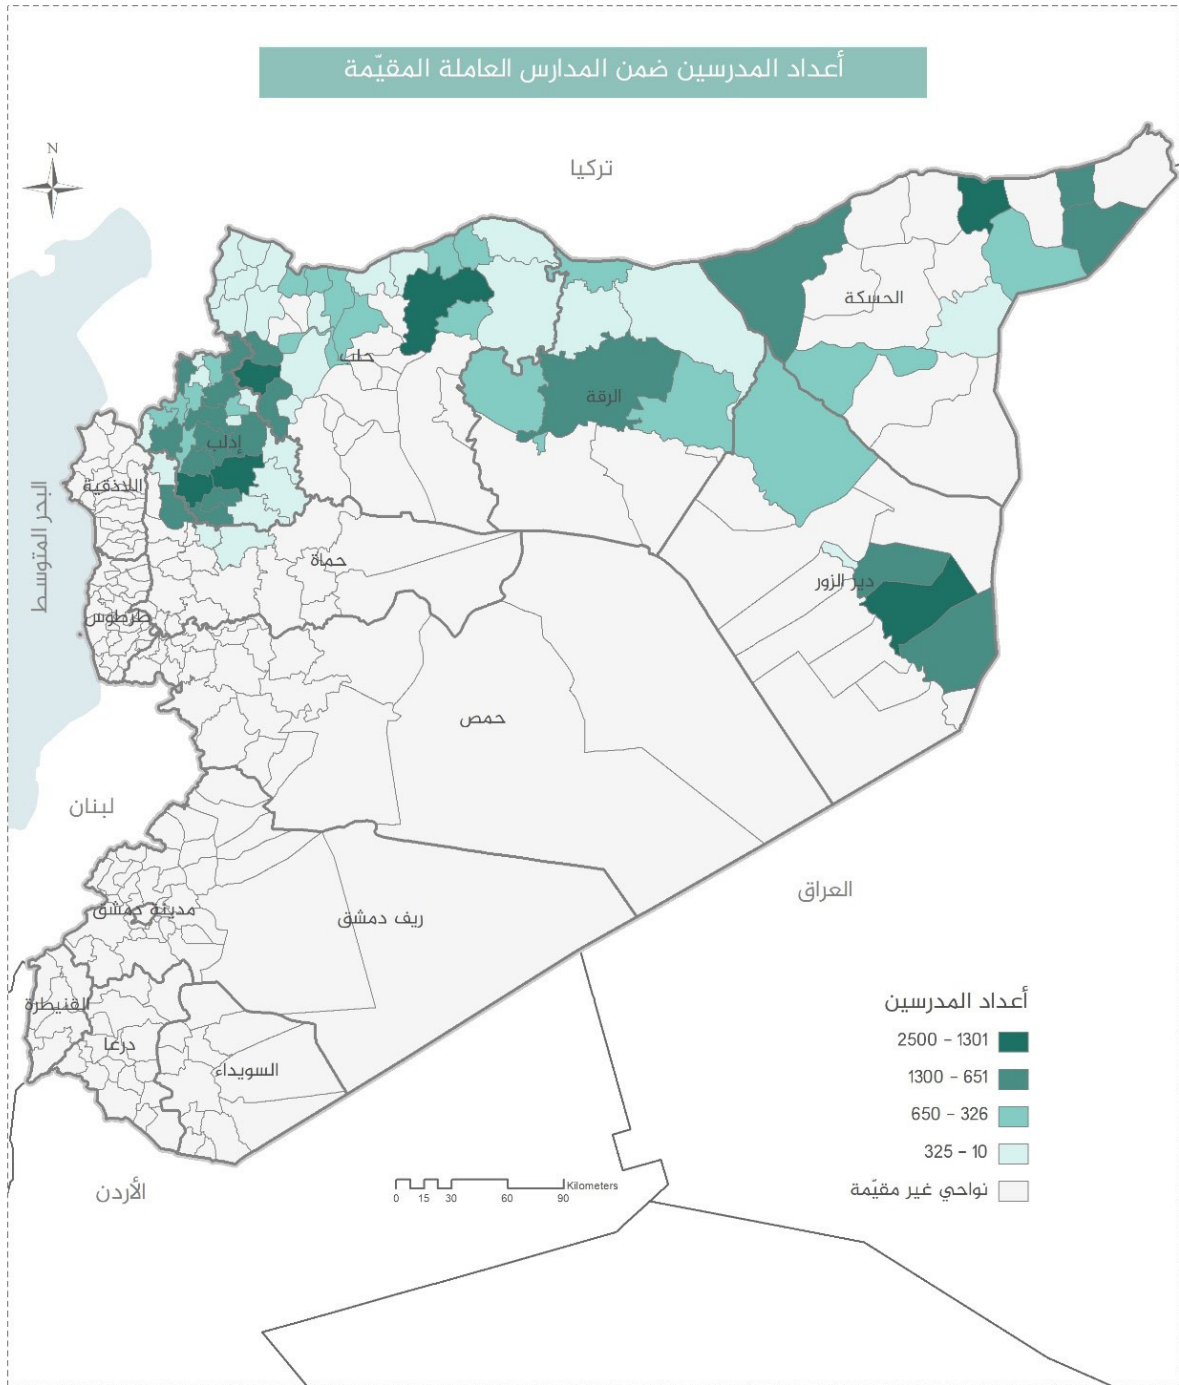 أعداد المدرسين ضمن المدارس العاملة المقيّمة
N
تركيا
الحسكة
حلب
الرقة
إدلب
اللاذقية
البحر المتوسط
حماة
دير الزور
طرطوس
حمص
لبنان
العراق
مدينة دمشق
ريف دمشق
القنيطرة
درعا
السويداء
الأردن
أعداد المدرسين
2500 - 1301
1300 - 651
650 - 326
325 - 10
نواحي غير مقيّمة
Kilometers
0 15 30 60 90